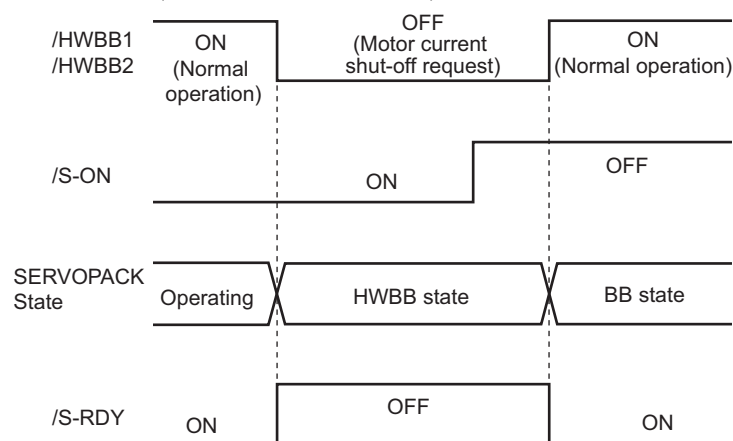 /HWBB1
/HWBB2
ON
(Normal
operation)
OFF
(Motor current
shut-off request)
ON
(Normal operation)
/S-ON
ON
OFF
SERVOPACK
State
Operating
HWBB state
BB state
/S-RDY
ON
OFF
ON